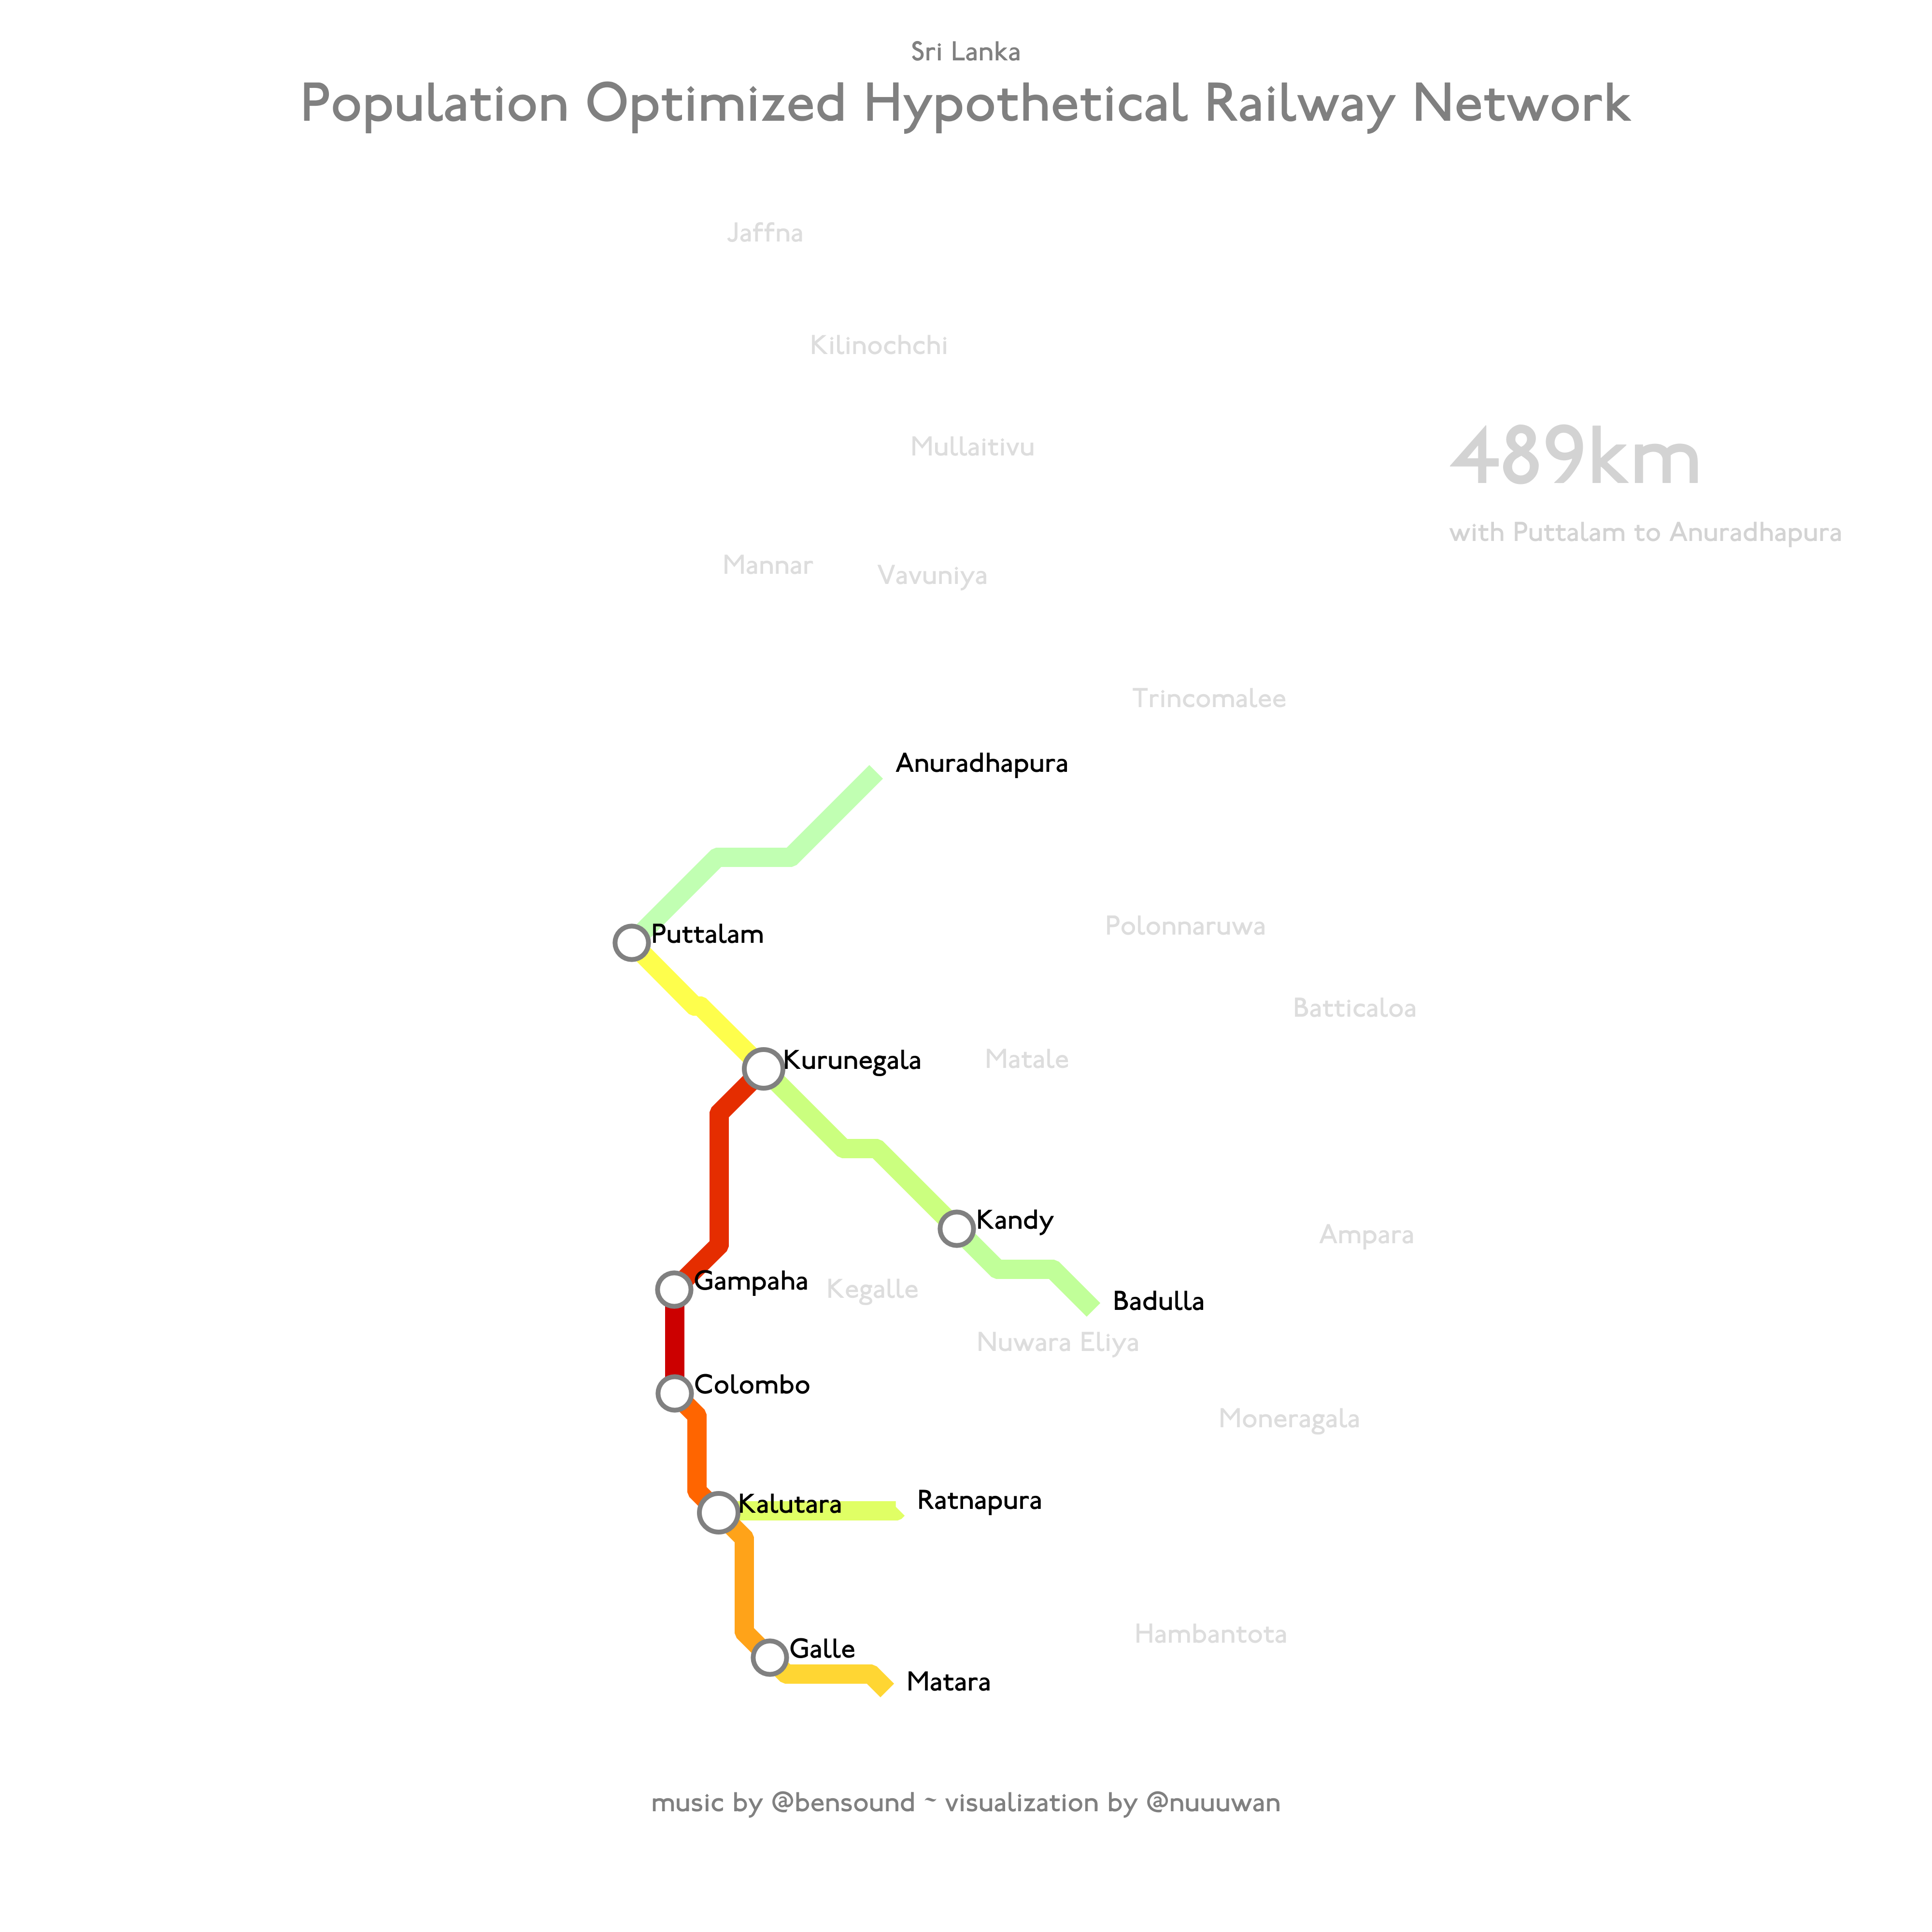 Sri Lanka
Population Optimized Hypothetical Railway Network
Jaffna
Kilinochchi
Mullaitivu
489km
with Puttalam to Anuradhapura
Mannar
Vavuniya
Trincomalee
Anuradhapura
Puttalam
Polonnaruwa
Batticaloa
Kurunegala
Matale
Kandy
Ampara
Gampaha
Kegalle
Badulla
Nuwara Eliya
Colombo
Moneragala
Kalutara
Ratnapura
Hambantota
Galle
Matara
music by @bensound ~ visualization by @nuuuwan